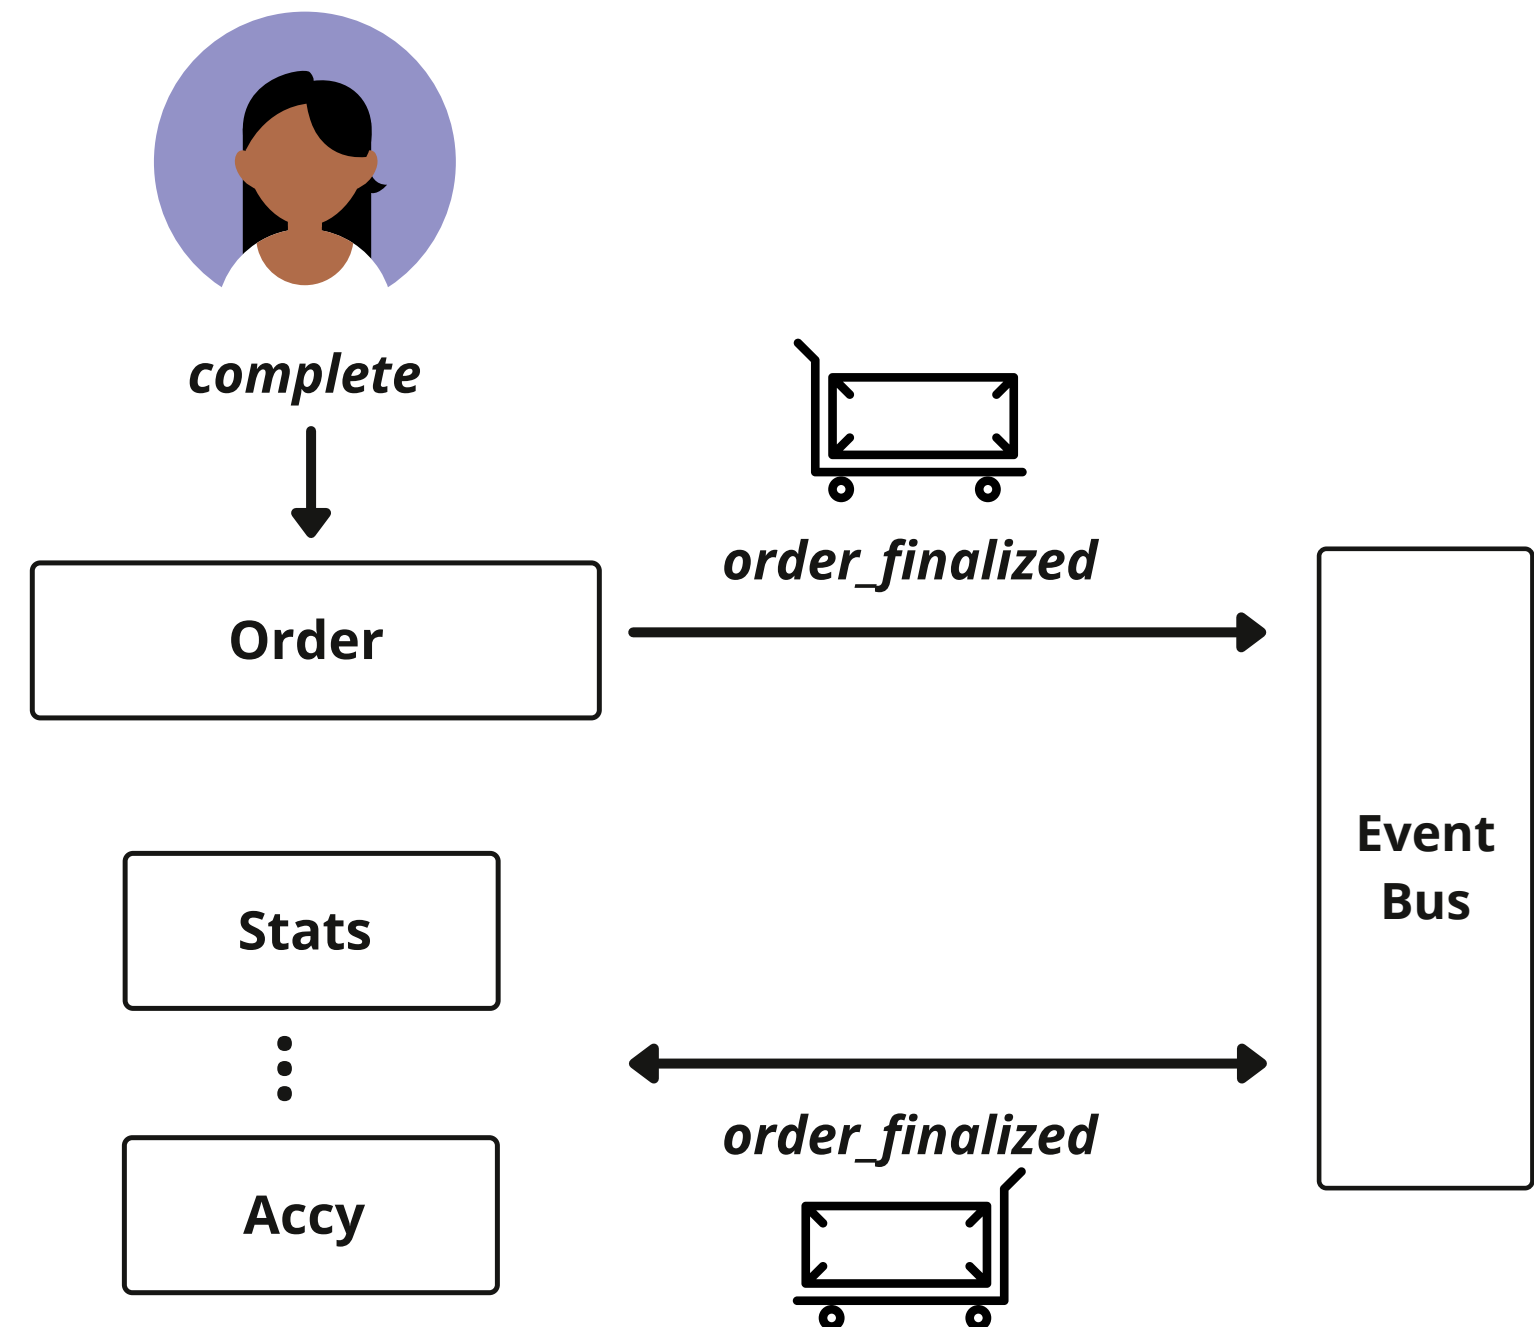 complete
order_finalized
Order
Event
Bus
Stats
order_finalized
Accy